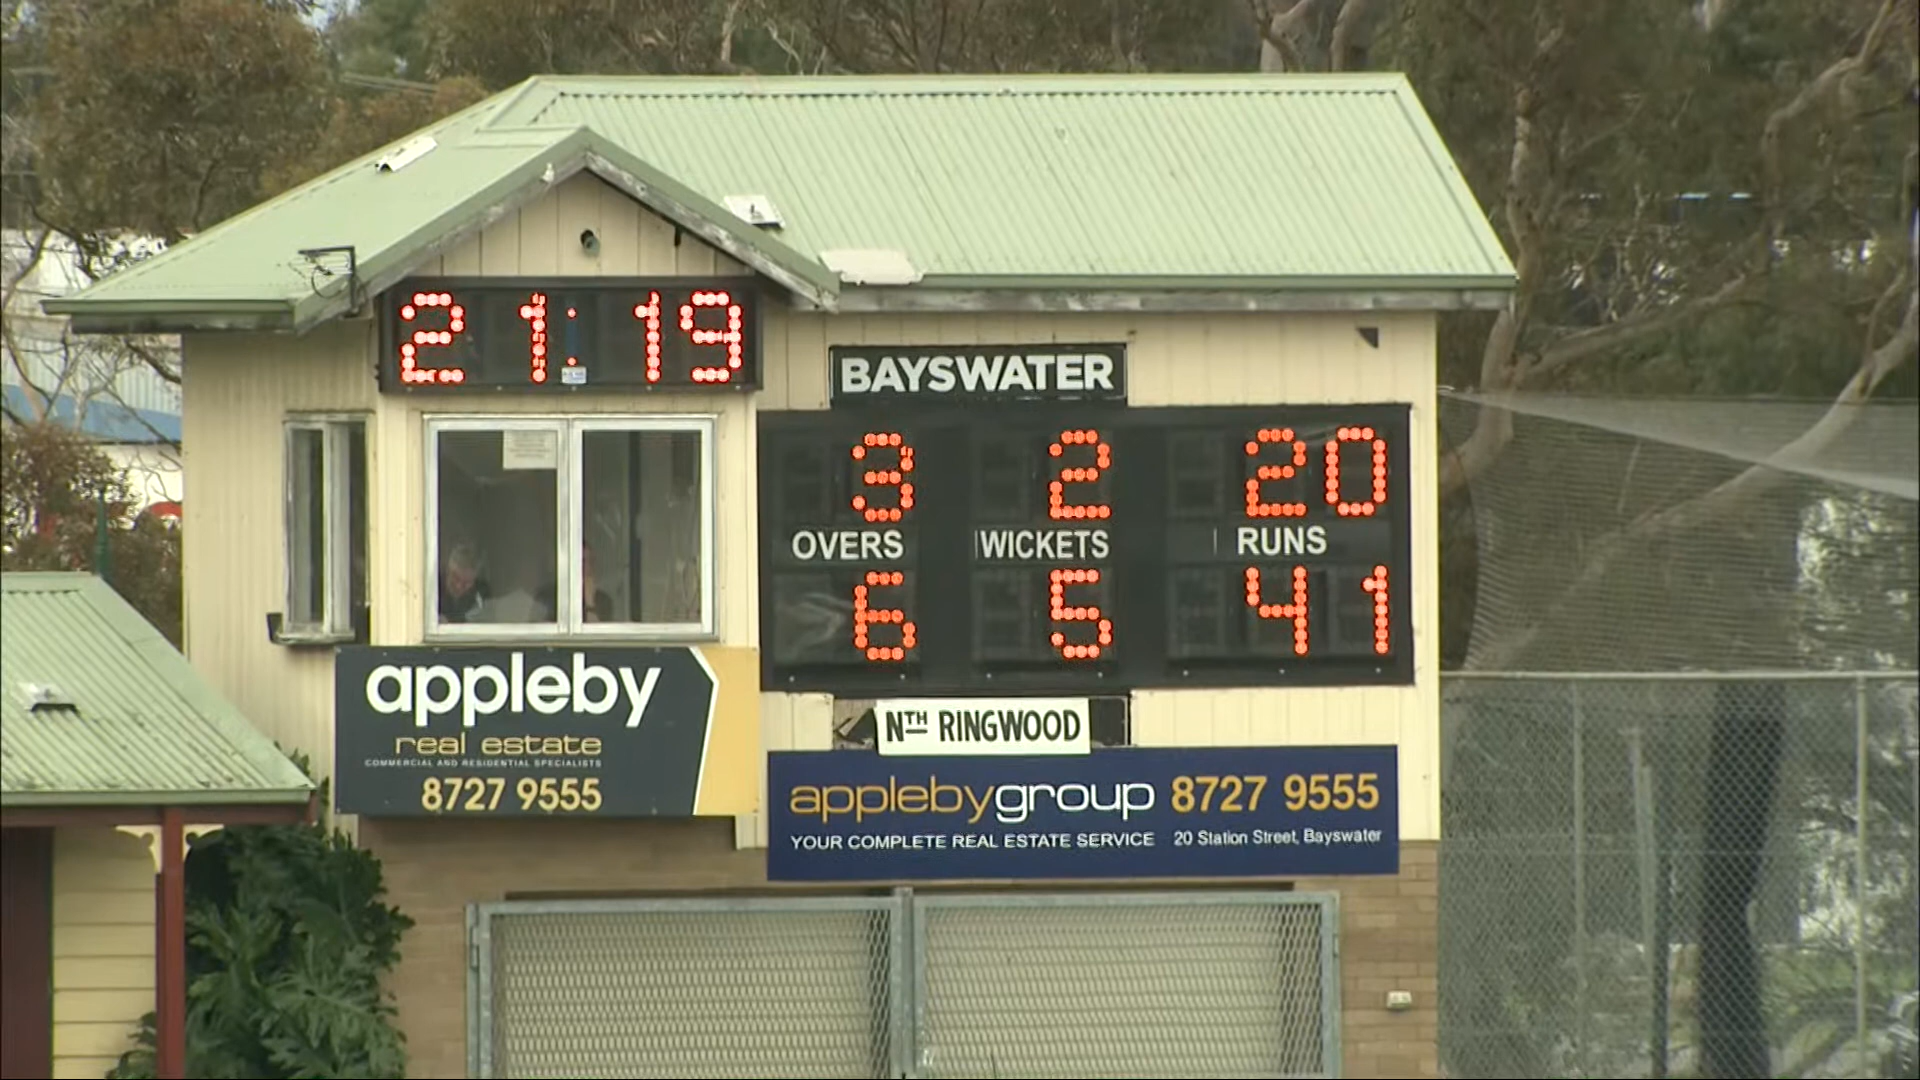 21:19
BAYSWATER
3 2 20
OVERS WICKETS RUNS
6 5 41
NTH RINGWOOD
appleby
real estate
COMMERCIAL AND RESIDENTIAL SPECIALISTS
8727 9555
applebygroup 8727 9555
YOUR COMPLETE REAL ESTATE SERVICE 20 Station Street, Bayswater